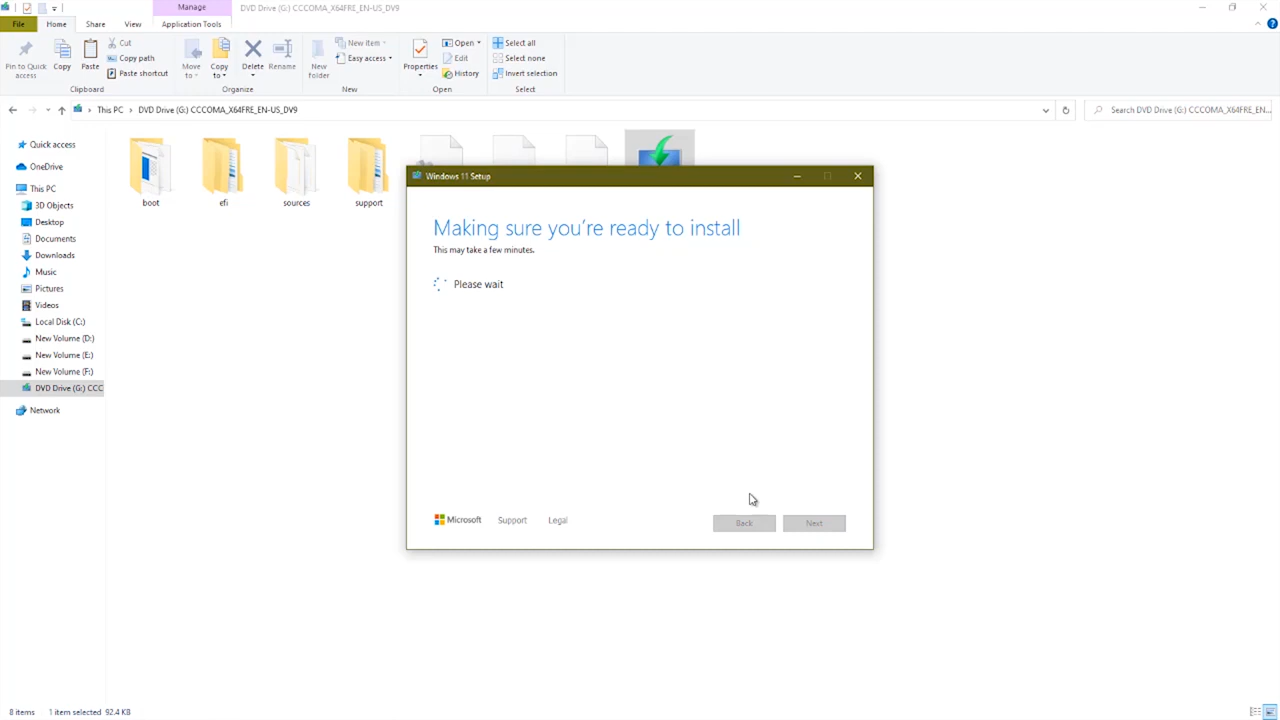 Manage
DVD Drive (G:) CCCOMA_X64FRE_EN-US_DV9
File
Home
Share
View
Application Tools
Pin to Quick access
Copy
Paste
Cut
Copy path
Paste shortcut
Clipboard
Move to
Copy to
Delete
Rename
Organize
New folder
New item
Easy access
New
Properties
Open
Edit
History
Open
Select all
Select none
Invert selection
Select
This PC
DVD Drive (G:) CCCOMA_X64FRE_EN-US_DV9
Search DVD Drive (G:) CCCOMA_X64FRE_EN...
Quick access
OneDrive
This PC
3D Objects
Desktop
Documents
Downloads
Music
Pictures
Videos
Local Disk (C:)
New Volume (D:)
New Volume (E:)
New Volume (F:)
DVD Drive (G:) CCC
Network
boot
efi
sources
support
Windows 11 Setup
Making sure you're ready to install
This may take a few minutes.
Please wait
Microsoft
Support
Legal
Back
Next
8 items
1 item selected 92.4 KB